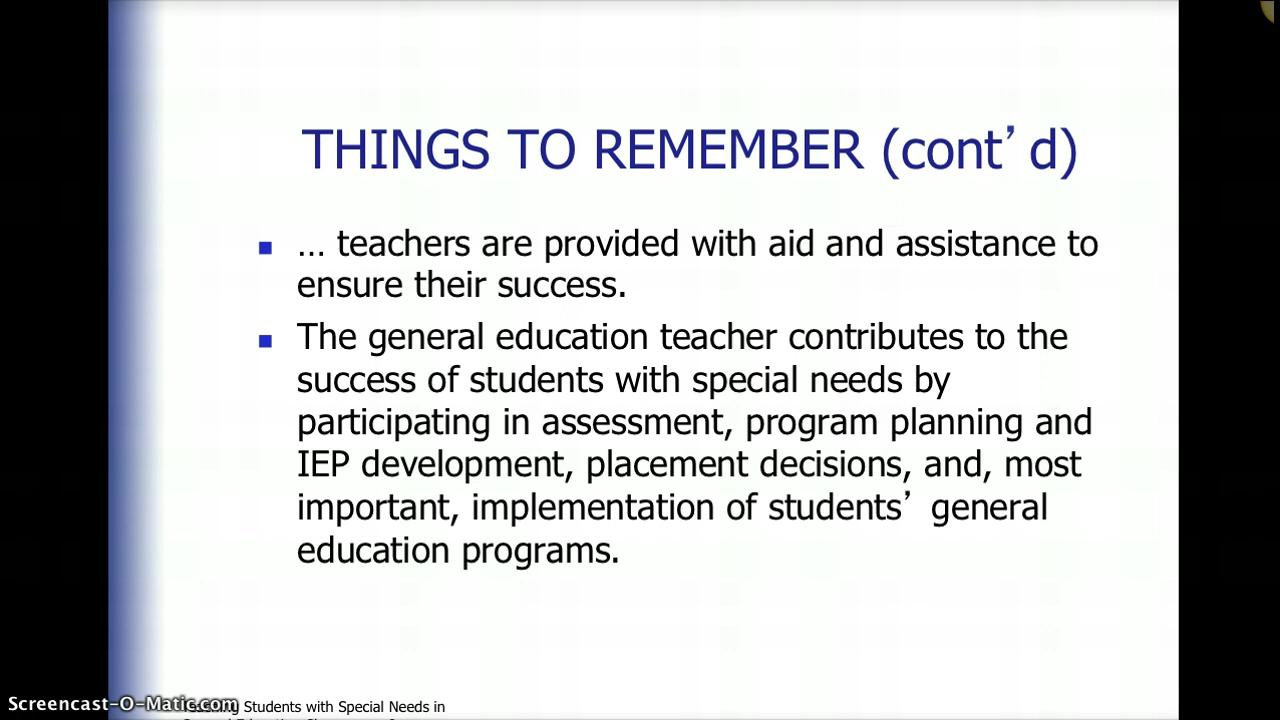 THINGS TO REMEMBER (cont’d)
… teachers are provided with aid and assistance to
ensure their success.
The general education teacher contributes to the
success of students with special needs by
participating in assessment, program planning and
IEP development, placement decisions, and, most
important, implementation of students’ general
education programs.
Screencast-O-Matic.com
Students with Special Needs in